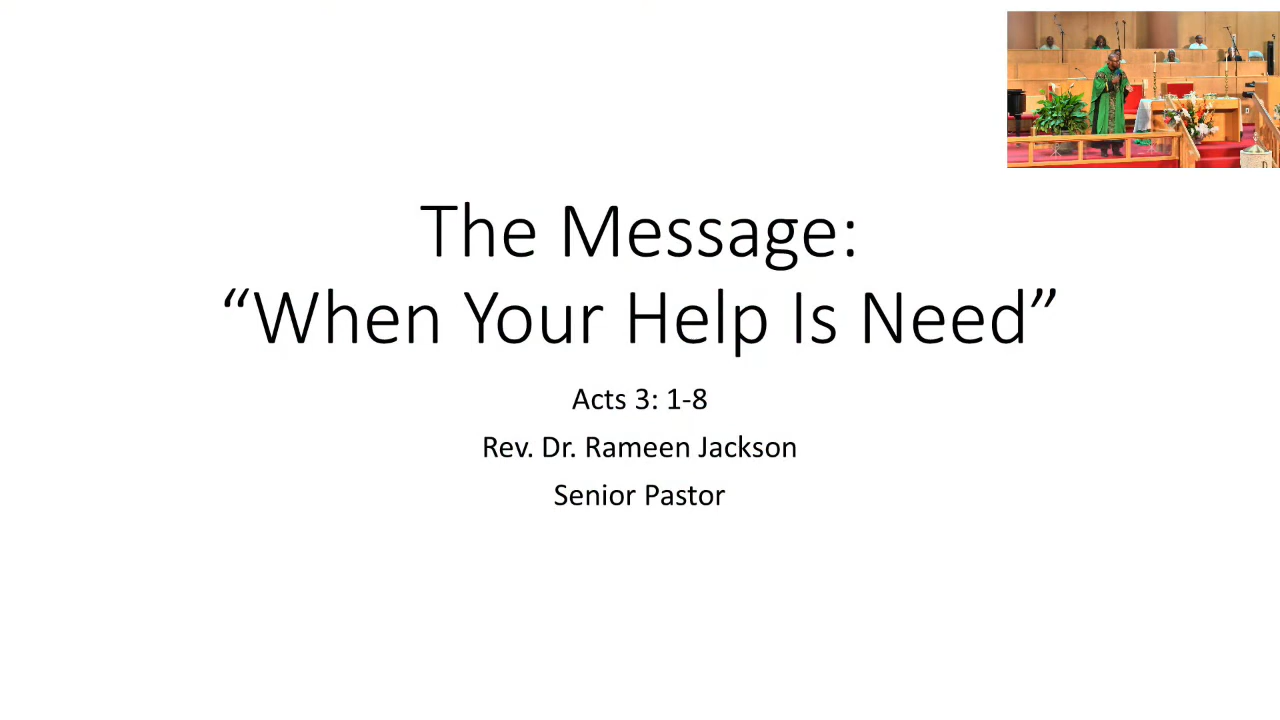 The Message:
“When Your Help Is Need”
Acts 3: 1-8
Rev. Dr. Rameen Jackson
Senior Pastor